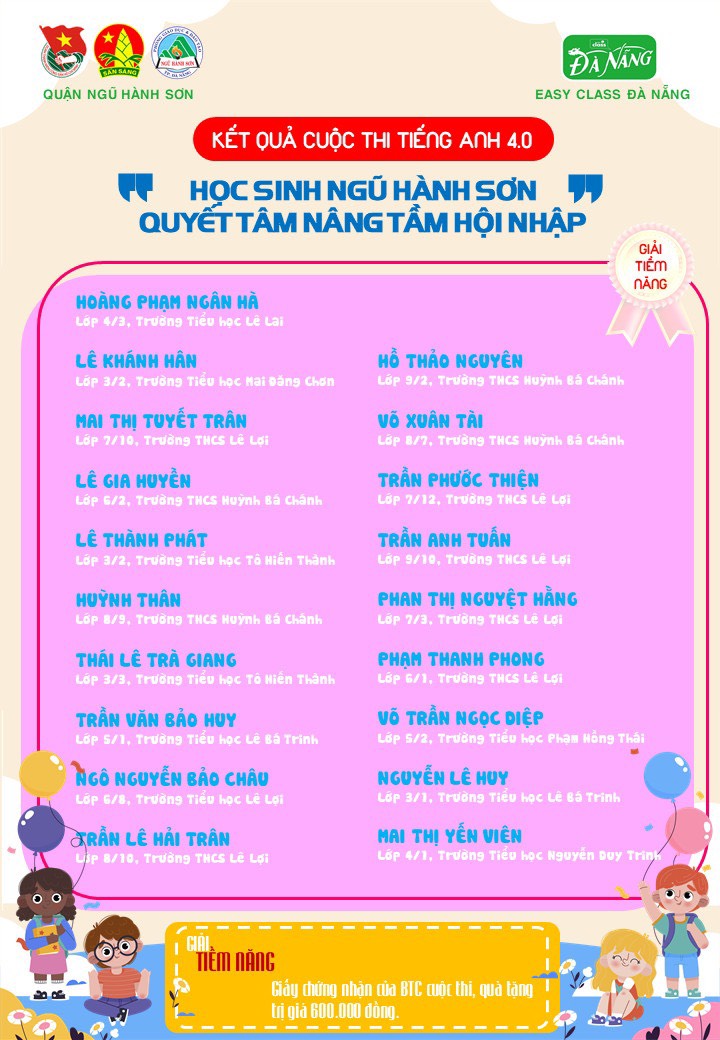 SẴN SÀNG
PHÒNG GIÁO DỤC & ĐÀO TẠO
NGŨ HÀNH SƠN
TP. ĐÀ NẴNG
QUẬN NGŨ HÀNH SƠN
class
ĐÀ NẴNG
EASY CLASS ĐÀ NẴNG
KẾT QUẢ CUỘC THI TIẾNG ANH 4.0
" HỌC SINH NGŨ HÀNH SƠN "
QUYẾT TÂM NÂNG TẦM HỘI NHẬP
GIẢI
TIỀM
NĂNG
HOÀNG PHẠM NGÂN HÀ
Lớp 4/3, Trường Tiểu học Lê Lai
LÊ KHÁNH HÂN
Lớp 3/2, Trường Tiểu học Mai Đăng Chơn
MAI THỊ TUYẾT TRÂN
Lớp 7/10, Trường THCS Lê Lợi
LÊ GIA HUYỀN
Lớp 6/2, Trường THCS Huỳnh Bá Chánh
LÊ THÀNH PHÁT
Lớp 3/2, Trường Tiểu học Tô Hiến Thành
HUỲNH THÂN
Lớp 8/9, Trường THCS Huỳnh Bá Chánh
THÁI LÊ TRÀ GIANG
Lớp 3/3, Trường Tiểu học Tô Hiến Thành
TRẦN VĂN BẢO HUY
Lớp 5/1, Trường Tiểu học Lê Bá Trinh
NGÔ NGUYỄN BẢO CHÂU
Lớp 6/8, Trường Tiểu học Lê Lợi
TRẦN LÊ HẢI TRÂN
Lớp 8/10, Trường THCS Lê Lợi
HỒ THẢO NGUYÊN
Lớp 9/2, Trường THCS Huỳnh Bá Chánh
VÕ XUÂN TÀI
Lớp 8/7, Trường THCS Huỳnh Bá Chánh
TRẦN PHƯỚC THIỆN
Lớp 7/12, Trường THCS Lê Lợi
TRẦN ANH TUẤN
Lớp 9/10, Trường THCS Lê Lợi
PHAN THỊ NGUYỆT HẰNG
Lớp 7/3, Trường THCS Lê Lợi
PHẠM THANH PHONG
Lớp 6/1, Trường THCS Lê Lợi
VÕ TRẦN NGỌC DIỆP
Lớp 5/2, Trường Tiểu học Phạm Hồng Thái
NGUYỄN LÊ HUY
Lớp 3/1, Trường Tiểu học Lê Bá Trinh
MAI THỊ YẾN VIÊN
Lớp 4/1, Trường Tiểu học Nguyễn Duy Trinh
GIẢI
TIỀM NĂNG
Giấy chứng nhận của BTC cuộc thi, quà tặng
trị giá 600.000 đồng.